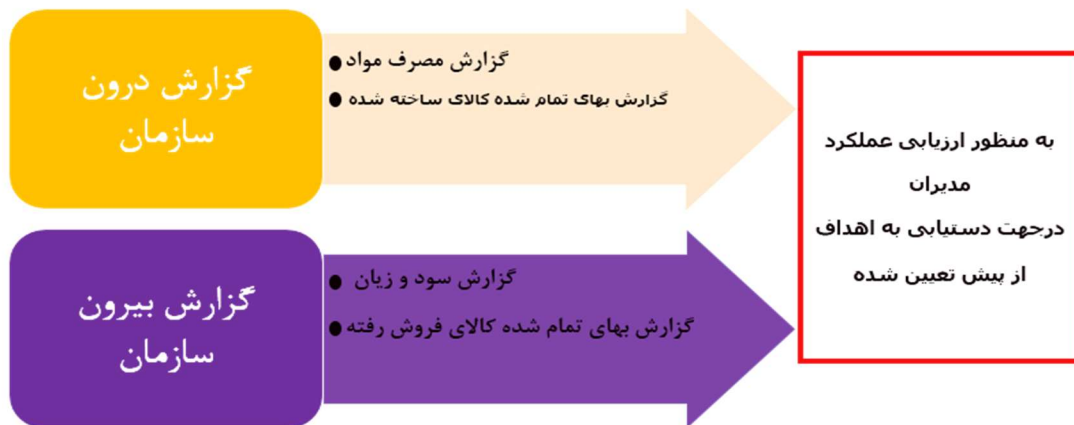 گزارش درون
سازمان
● گزارش مصرف مواد
● گزارش بهای تمام شده کالای ساخته شده
گزارش بیرون
سازمان
● گزارش سود و زیان
● گزارش بهای تمام شده کالای فروش رفته
به منظور ارزیابی عملکرد
مدیران
درجهت دستیابی به اهداف
از پیش تعیین شده